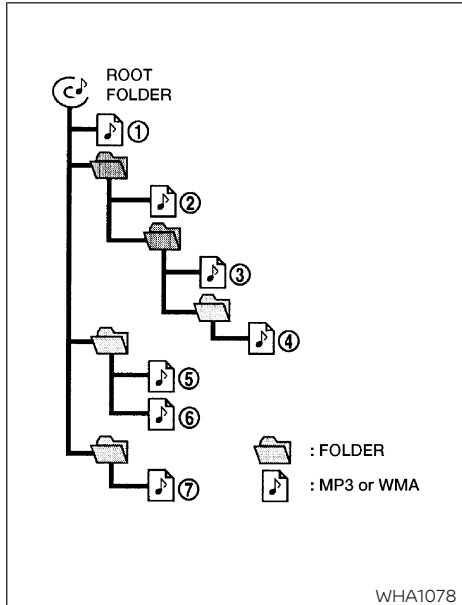 ROOT
FOLDER
①
②
③
④
⑤
⑥
: FOLDER
⑦
: MP3 or WMA
WHA1078